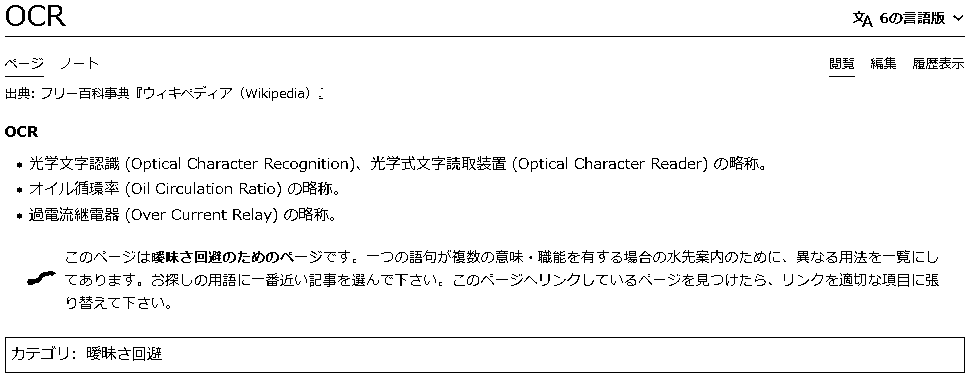 OCR
6の言語版
ページ ノート 閲覧 編集 履歴表示
出典: フリー百科事典『ウィキペディア（Wikipedia）』
OCR
光学文字認識 (Optical Character Recognition)、光学式文字読取装置 (Optical Character Reader) の略称。
オイル循環率 (Oil Circulation Ratio) の略称。
過電流継電器 (Over Current Relay) の略称。
このページは曖昧さ回避のためのページです。一つの語句が複数の意味・職能を有する場合の水先案内のために、異なる用法を一覧にし
てあります。お探しの用語に一番近い記事を選んで下さい。このページへリンクしているページを見つけたら、リンクを適切な項目に張
り替えて下さい。
カテゴリ: 曖昧さ回避